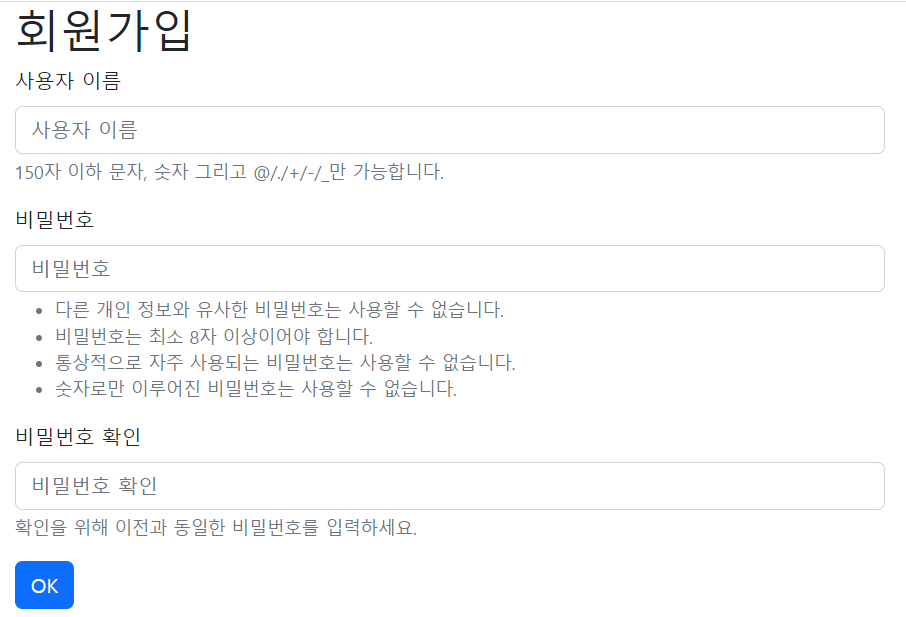 회원가입
사용자 이름
사용자 이름
150자 이하 문자, 숫자 그리고 @/./+/-/_만 가능합니다.
비밀번호
비밀번호
다른 개인 정보와 유사한 비밀번호는 사용할 수 없습니다.
비밀번호는 최소 8자 이상이어야 합니다.
통상적으로 자주 사용되는 비밀번호는 사용할 수 없습니다.
숫자로만 이루어진 비밀번호는 사용할 수 없습니다.
비밀번호 확인
비밀번호 확인
확인을 위해 이전과 동일한 비밀번호를 입력하세요.
OK